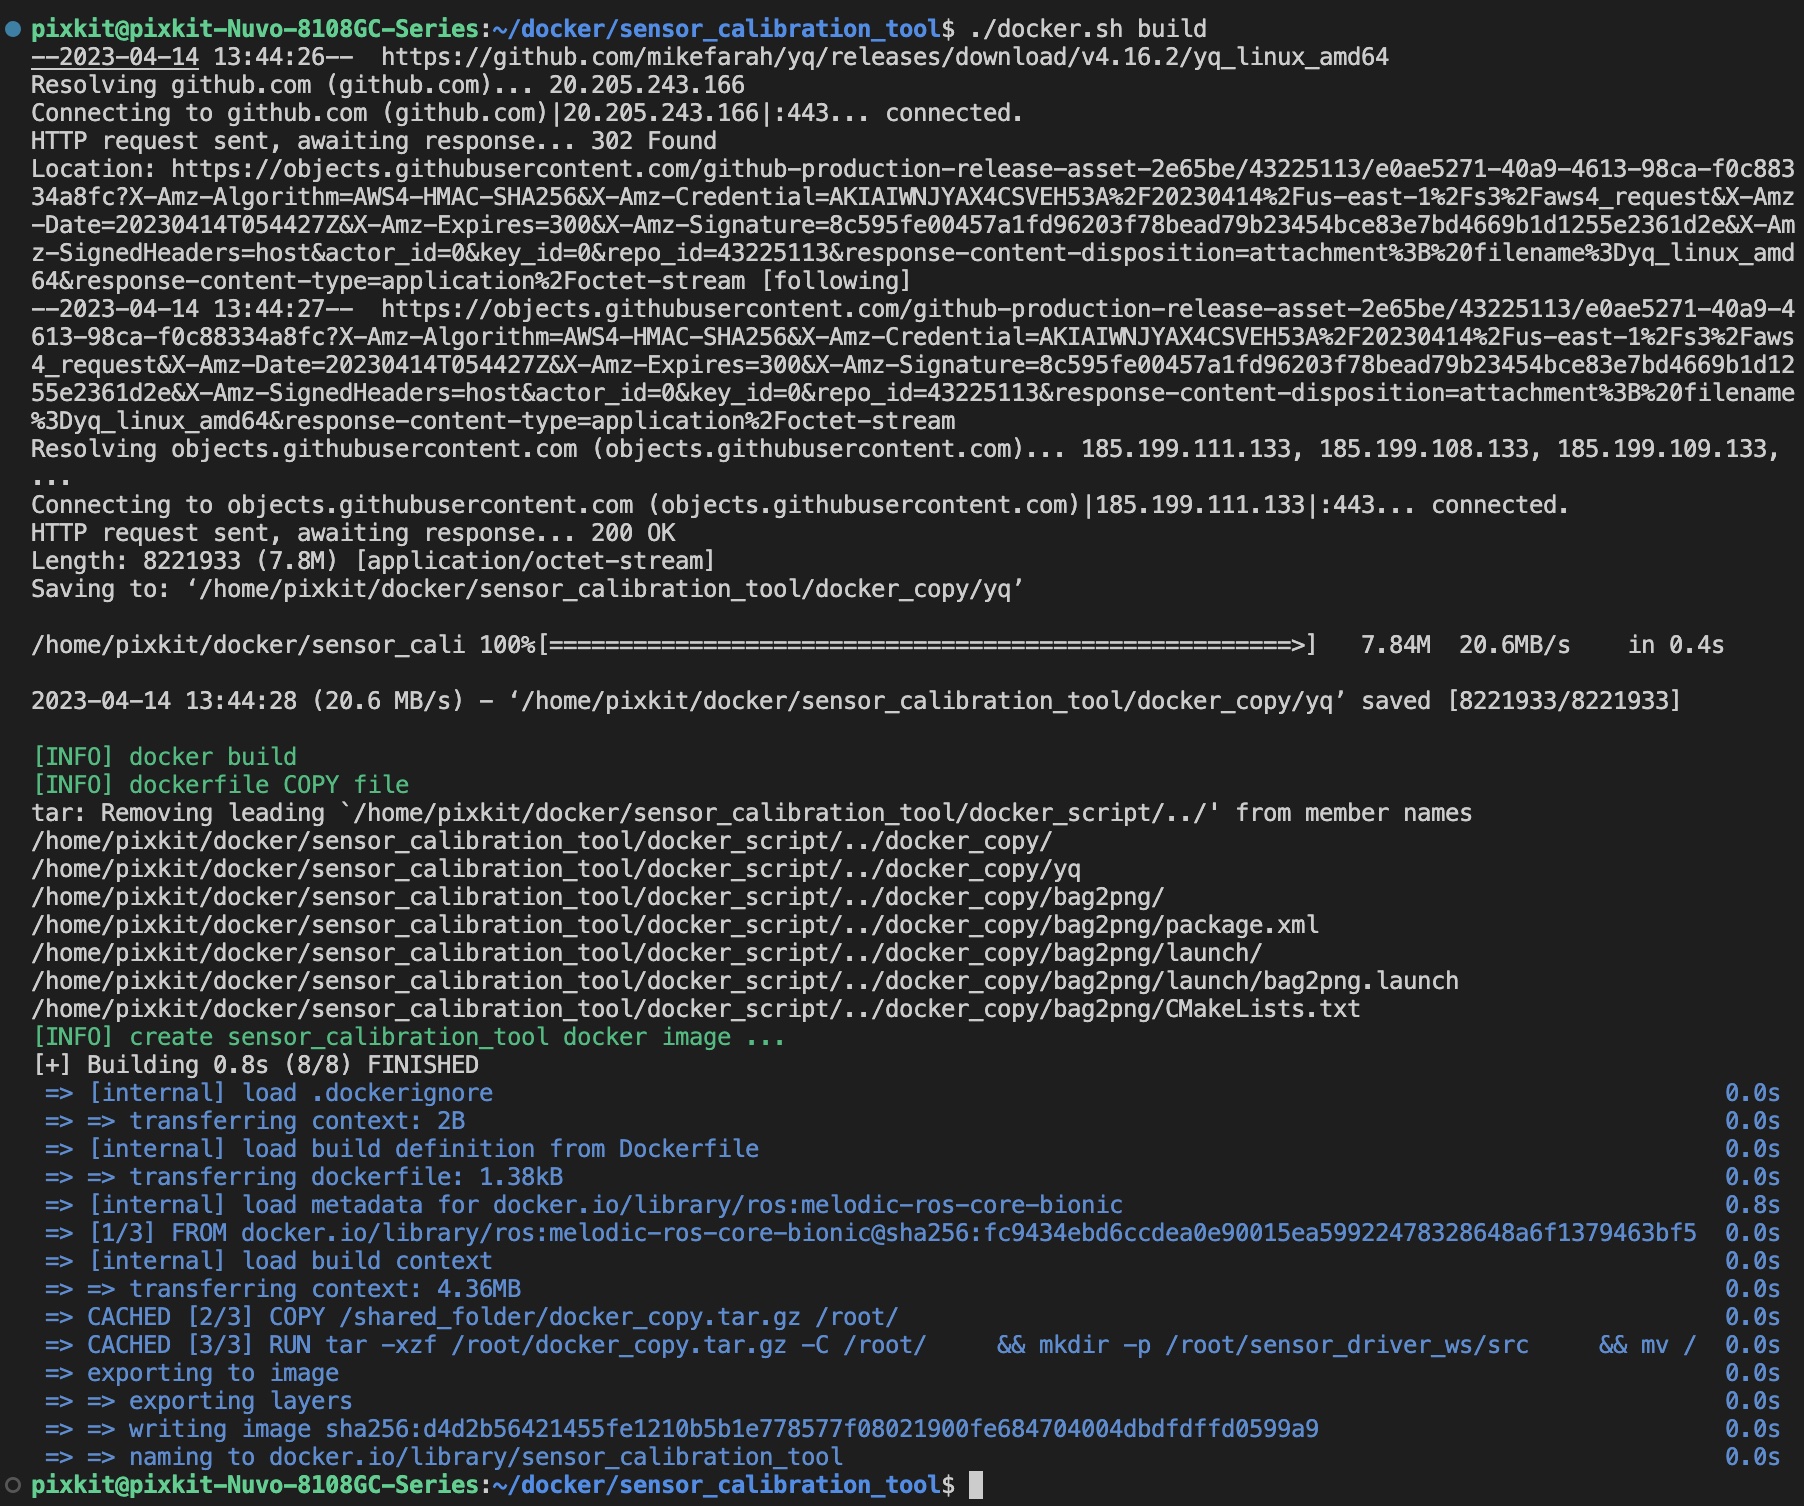 pixkit@pixkit-Nuvo-8108GC-Series:~/docker/sensor_calibration_tool$ ./docker.sh build
--2023-04-14 13:44:26--  https://github.com/mikefarah/yq/releases/download/v4.16.2/yq_linux_amd64
Resolving github.com (github.com)... 20.205.243.166
Connecting to github.com (github.com)|20.205.243.166|:443... connected.
HTTP request sent, awaiting response... 302 Found
Location: https://objects.githubusercontent.com/github-production-release-asset-2e65be/43225113/e0ae5271-40a9-4613-98ca-f0c883
34a8fc?X-Amz-Algorithm=AWS4-HMAC-SHA256&X-Amz-Credential=AKIAIWNJYAX4CSVEH53A%2F20230414%2Fus-east-1%2Fs3%2Faws4_request&X-Amz
-Date=20230414T054427Z&X-Amz-Expires=300&X-Amz-Signature=8c595fe00457a1fd96203f78bead79b23454bce83e7bd4669b1d1255e2361d2e&X-Am
z-SignedHeaders=host&actor_id=0&key_id=0&repo_id=43225113&response-content-disposition=attachment%3B%20filename%3Dyq_linux_amd
64&response-content-type=application%2Foctet-stream [following]
--2023-04-14 13:44:27--  https://objects.githubusercontent.com/github-production-release-asset-2e65be/43225113/e0ae5271-40a9-4
613-98ca-f0c88334a8fc?X-Amz-Algorithm=AWS4-HMAC-SHA256&X-Amz-Credential=AKIAIWNJYAX4CSVEH53A%2F20230414%2Fus-east-1%2Fs3%2Faws
4_request&X-Amz-Date=20230414T054427Z&X-Amz-Expires=300&X-Amz-Signature=8c595fe00457a1fd96203f78bead79b23454bce83e7bd4669b1d12
55e2361d2e&X-Amz-SignedHeaders=host&actor_id=0&key_id=0&repo_id=43225113&response-content-disposition=attachment%3B%20filename
%3Dyq_linux_amd64&response-content-type=application%2Foctet-stream
Resolving objects.githubusercontent.com (objects.githubusercontent.com)... 185.199.111.133, 185.199.108.133, 185.199.109.133,
...
Connecting to objects.githubusercontent.com (objects.githubusercontent.com)|185.199.111.133|:443... connected.
HTTP request sent, awaiting response... 200 OK
Length: 8221933 (7.8M) [application/octet-stream]
Saving to: ‘/home/pixkit/docker/sensor_calibration_tool/docker_copy/yq’
/home/pixkit/docker/sensor_cali 100%[=====================================================>]   7.84M  20.6MB/s    in 0.4s
2023-04-14 13:44:28 (20.6 MB/s) - ‘/home/pixkit/docker/sensor_calibration_tool/docker_copy/yq’ saved [8221933/8221933]
[INFO] docker build
[INFO] dockerfile COPY file
tar: Removing leading `/home/pixkit/docker/sensor_calibration_tool/docker_script/../' from member names
/home/pixkit/docker/sensor_calibration_tool/docker_script/../docker_copy/
/home/pixkit/docker/sensor_calibration_tool/docker_script/../docker_copy/yq
/home/pixkit/docker/sensor_calibration_tool/docker_script/../docker_copy/bag2png/
/home/pixkit/docker/sensor_calibration_tool/docker_script/../docker_copy/bag2png/package.xml
/home/pixkit/docker/sensor_calibration_tool/docker_script/../docker_copy/bag2png/launch/
/home/pixkit/docker/sensor_calibration_tool/docker_script/../docker_copy/bag2png/launch/bag2png.launch
/home/pixkit/docker/sensor_calibration_tool/docker_script/../docker_copy/bag2png/CMakeLists.txt
[INFO] create sensor_calibration_tool docker image ...
[+] Building 0.8s (8/8) FINISHED
=> [internal] load .dockerignore 0.0s
=> => transferring context: 2B 0.0s
=> [internal] load build definition from Dockerfile 0.0s
=> => transferring dockerfile: 1.38kB 0.0s
=> [internal] load metadata for docker.io/library/ros:melodic-ros-core-bionic 0.8s
=> [1/3] FROM docker.io/library/ros:melodic-ros-core-bionic@sha256:fc9434ebd6ccdea0e90015ea59922478328648a6f1379463bf5 0.0s
=> [internal] load build context 0.0s
=> => transferring context: 4.36MB 0.0s
=> CACHED [2/3] COPY /shared_folder/docker_copy.tar.gz /root/ 0.0s
=> CACHED [3/3] RUN tar -xzf /root/docker_copy.tar.gz -C /root/     && mkdir -p /root/sensor_driver_ws/src     && mv / 0.0s
=> exporting to image 0.0s
=> => exporting layers 0.0s
=> => writing image sha256:d4d2b56421455fe1210b5b1e778577f08021900fe684704004dbdfdffd0599a9 0.0s
=> => naming to docker.io/library/sensor_calibration_tool 0.0s
pixkit@pixkit-Nuvo-8108GC-Series:~/docker/sensor_calibration_tool$